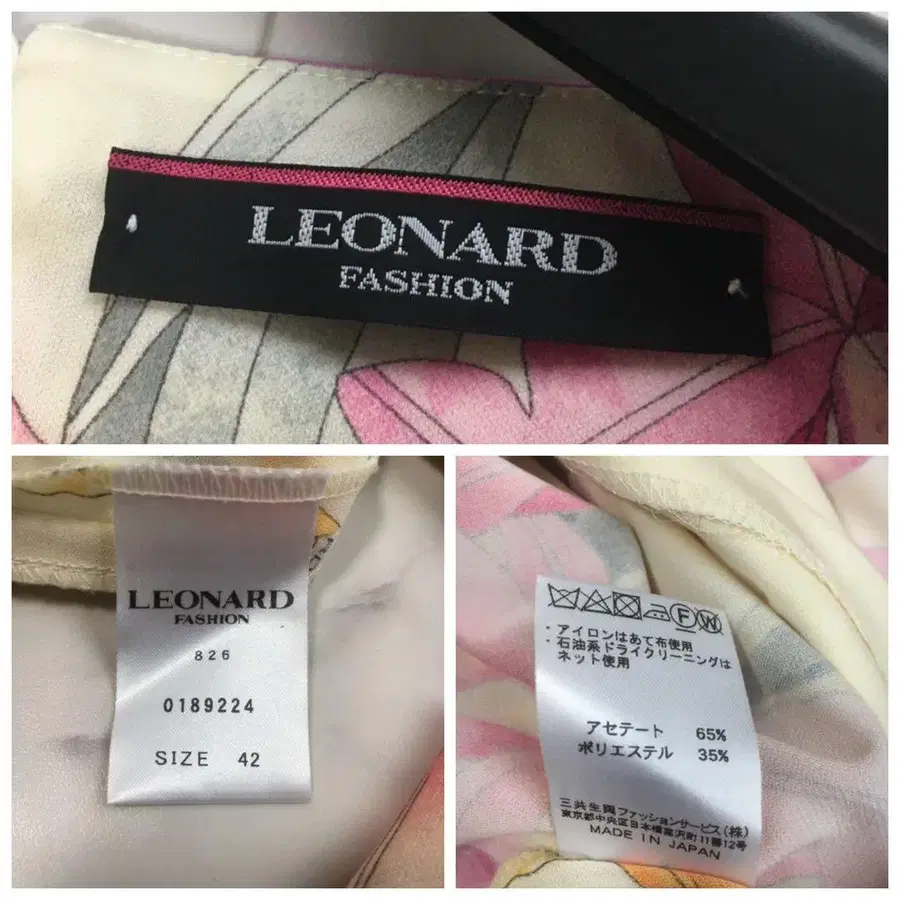 LEONARD
FASHION
LEONARD
FASHION
826
0189224
SIZE 42
・アイロンはあて布使用
・石油系ドライクリーニングは
ネット使用
アセテート 65%
ポリエステル 35%
三共生興ファッションサービス(株)
東京都中央区日本橋富沢町11番12号
MADE IN JAPAN